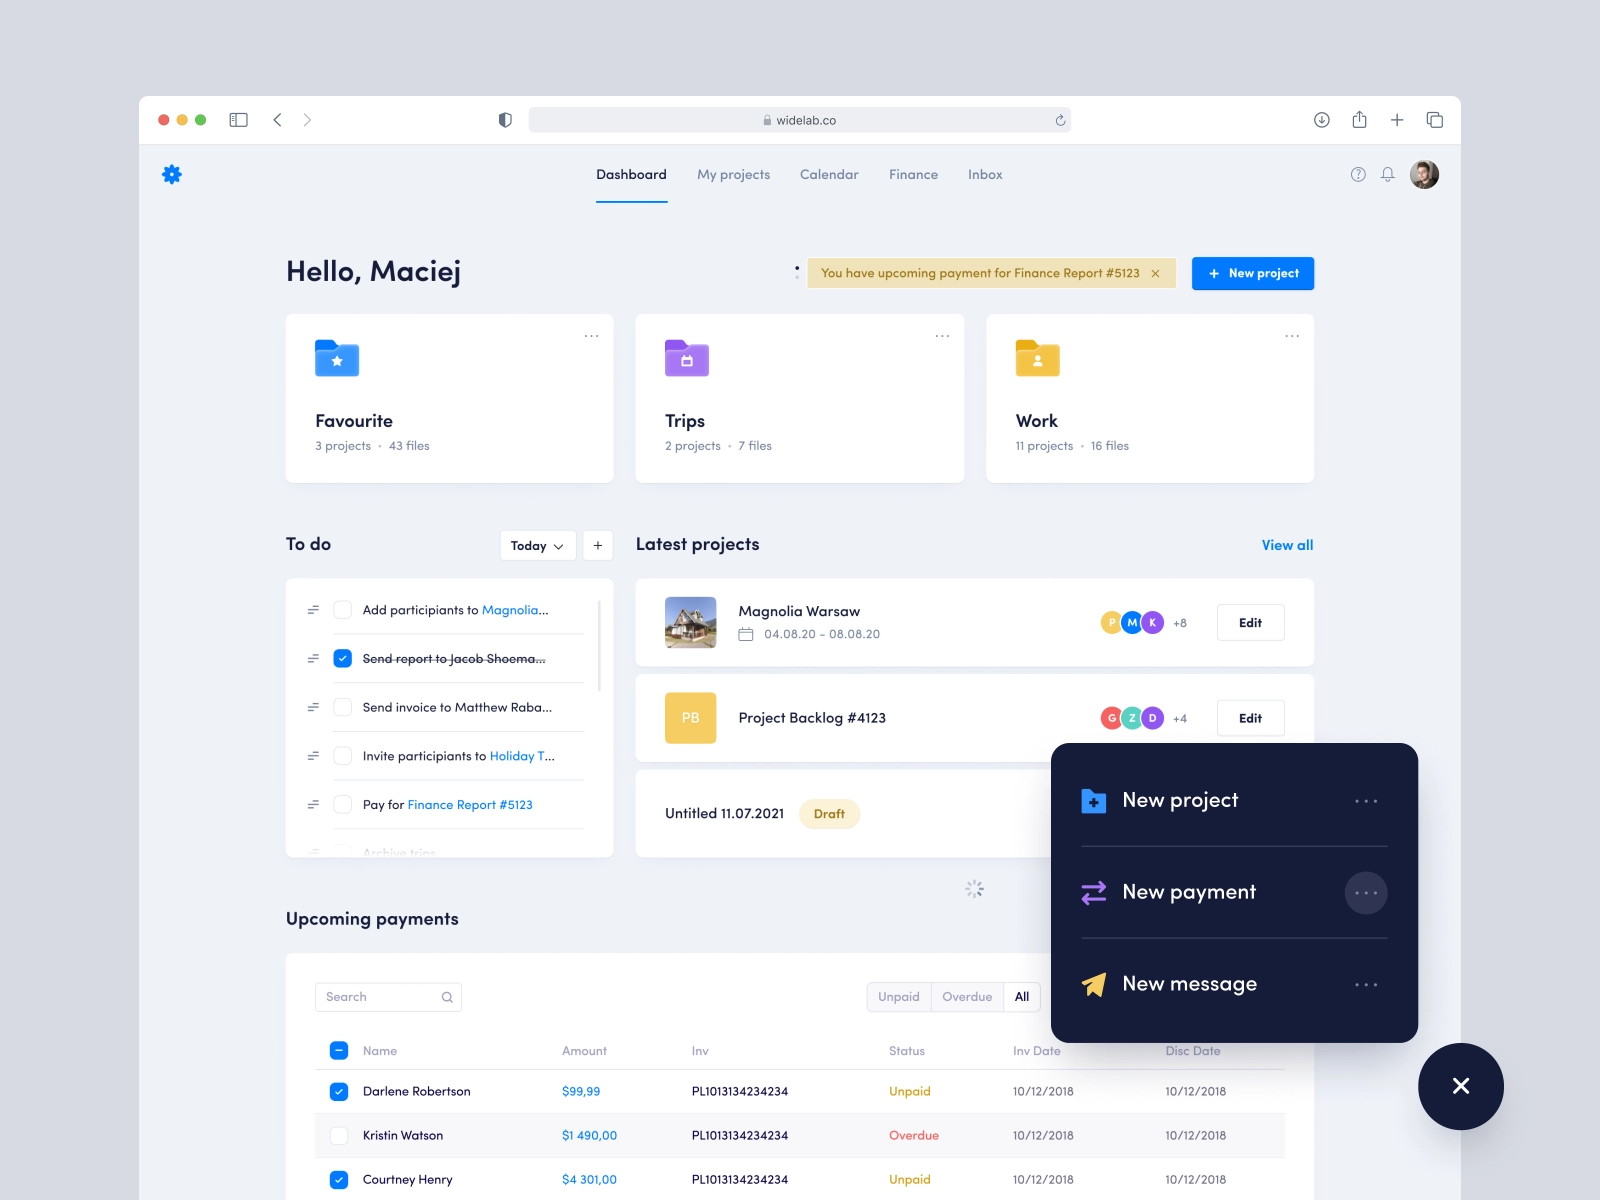 widelab.co
Dashboard My projects Calendar Finance Inbox
Hello, Maciej
You have upcoming payment for Finance Report #5123
+ New project
Favourite
3 projects • 43 files
Trips
2 projects • 7 files
Work
11 projects • 16 files
To do
Today
Add participiants to Magnolia...
Send report to Jacob Shoema...
Send invoice to Matthew Raba...
Invite participants to Holiday T...
Pay for Finance Report #5123
Archive trips
Latest projects
View all
Magnolia Warsaw
04.08.20 - 08.08.20
P M K +8
Edit
PB
Project Backlog #4123
G Z D +4
Edit
Untitled 11.07.2021
Draft
New project
New payment
New message
Upcoming payments
Search
Unpaid Overdue All
Name Amount Inv Status Inv Date Disc Date
Darlene Robertson $99,99 PL1013134234234 Unpaid 10/12/2018 10/12/2018
Kristin Watson $1 490,00 PL1013134234234 Overdue 10/12/2018 10/12/2018
Courtney Henry $4 301,00 PL1013134234234 Unpaid 10/12/2018 10/12/2018